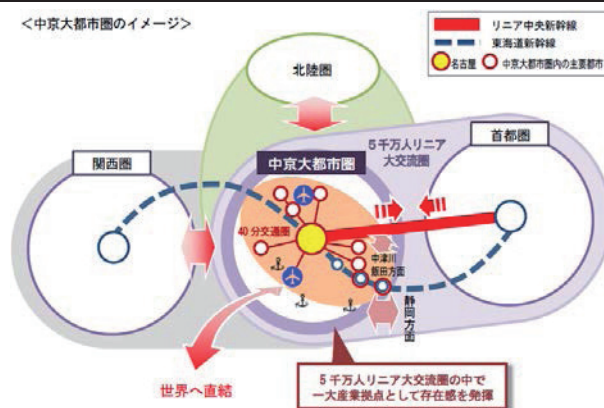 ＜中京大都市圏のイメージ＞
リニア中央新幹線
東海道新幹線
名古屋
中京大都市圏内の主要都市
北陸圏
5千万人リニア
大交流圏
首都圏
関西圏
中京大都市圏
40分交通圏
中津川
飯田方面
静岡方面
世界へ直結
5千万人リニア大交流圏の中で
一大産業拠点として存在感を発揮